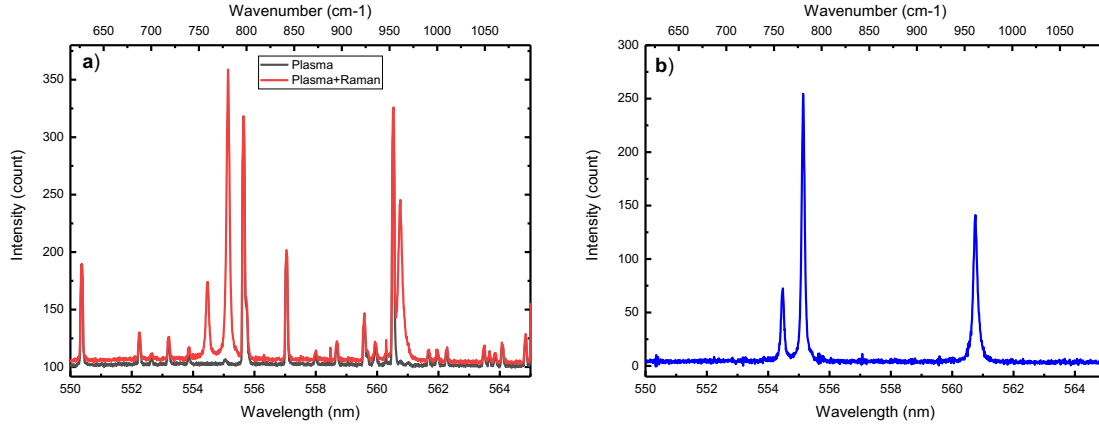 Wavenumber (cm-1)
650 700 750 800 850 900 950 1000 1050
a)
Plasma
Plasma+Raman
350
300
250
200
150
100
Intensity (count)
550 552 554 556 558 560 562 564
Wavelength (nm)
Wavenumber (cm-1)
650 700 750 800 850 900 950 1000 1050
b)
300
250
200
150
100
50
0
Intensity (count)
550 552 554 556 558 560 562 564
Wavelength (nm)